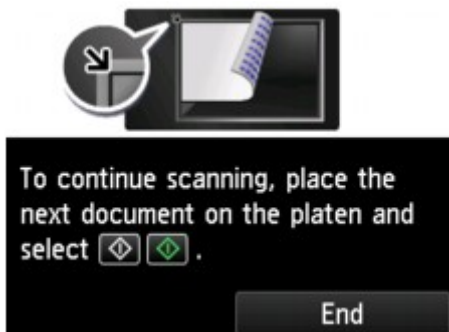 To continue scanning, place the
next document on the platen and
select .
End